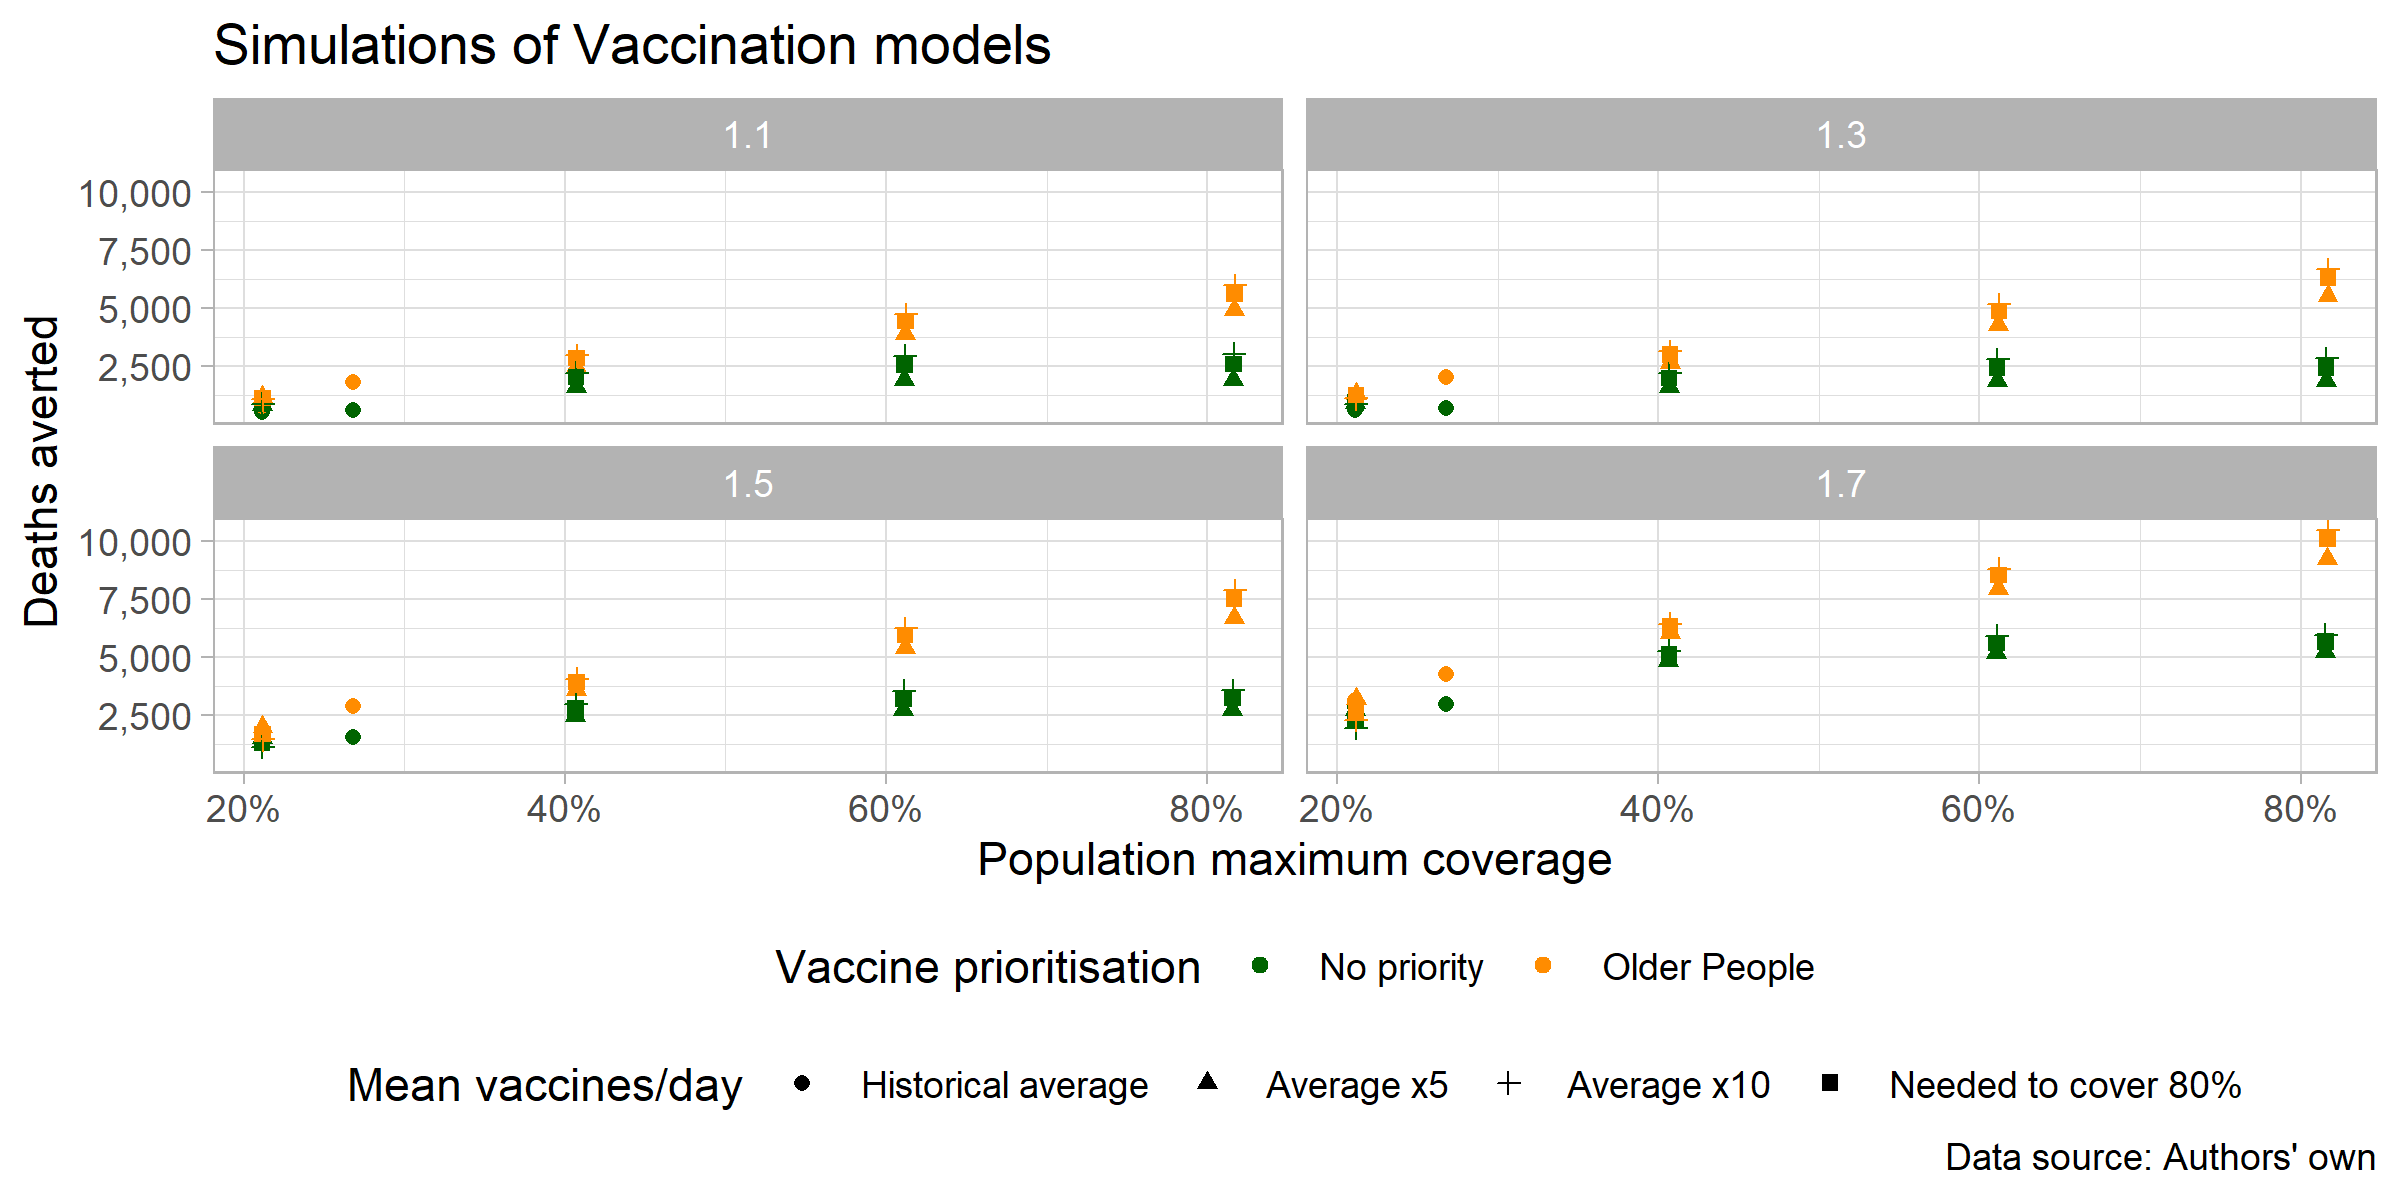 Simulations of Vaccination models
1.1
1.3
10,000
7,500
5,000
2,500
Deaths averted
1.5
1.7
10,000
7,500
5,000
2,500
20% 40% 60% 80% 20% 40% 60% 80%
Population maximum coverage
Vaccine prioritisation No priority Older People
Mean vaccines/day Historical average Average x5 Average x10 Needed to cover 80%
Data source: Authors' own